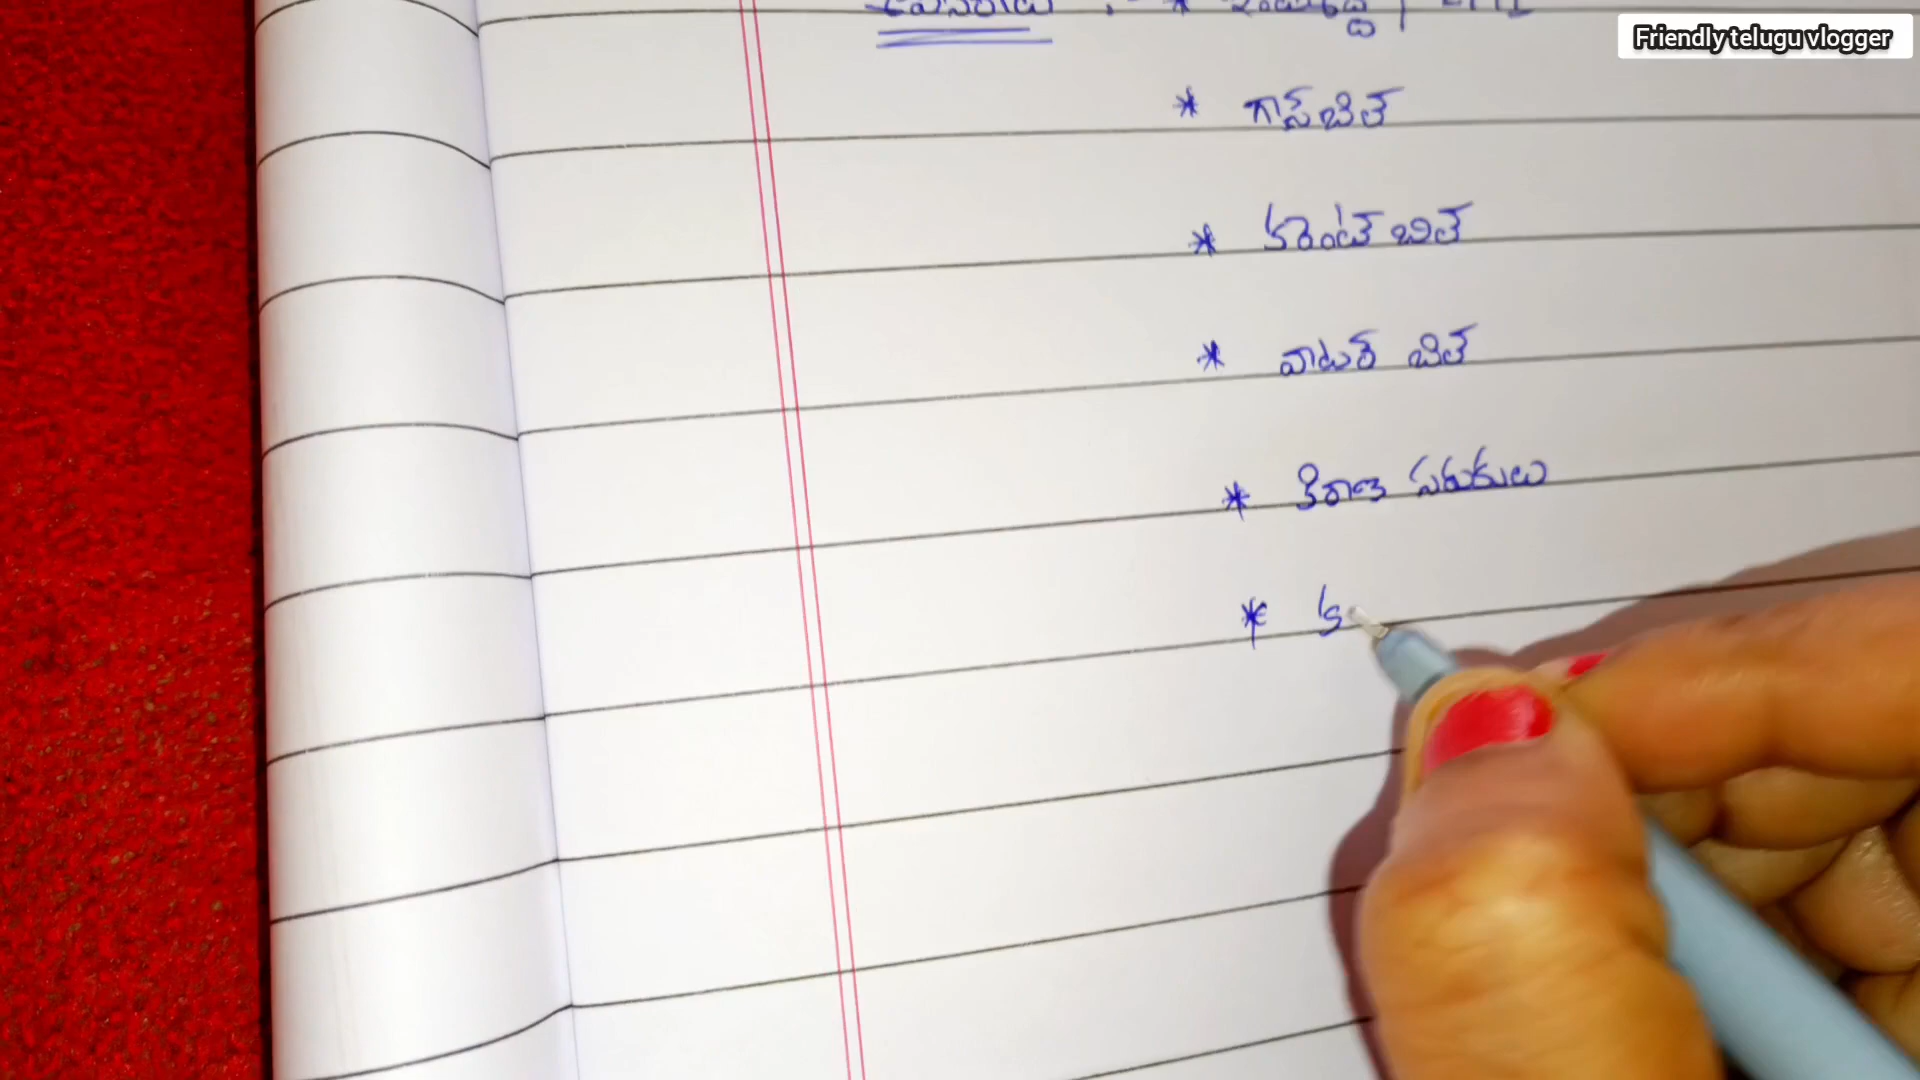 Friendly telugu vlogger
* గాస్ బిల్
* కరెంట్ బిల్
* వాటర్ బిల్
* కిరాణ సరుకులు
* క